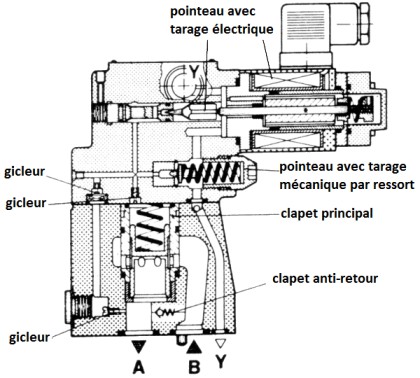 pointeau avec
tarage électrique
Y
gicleur
gicleur
pointeau avec tarage
mécanique par ressort
clapet principal
clapet anti-retour
gicleur
A
B
Y